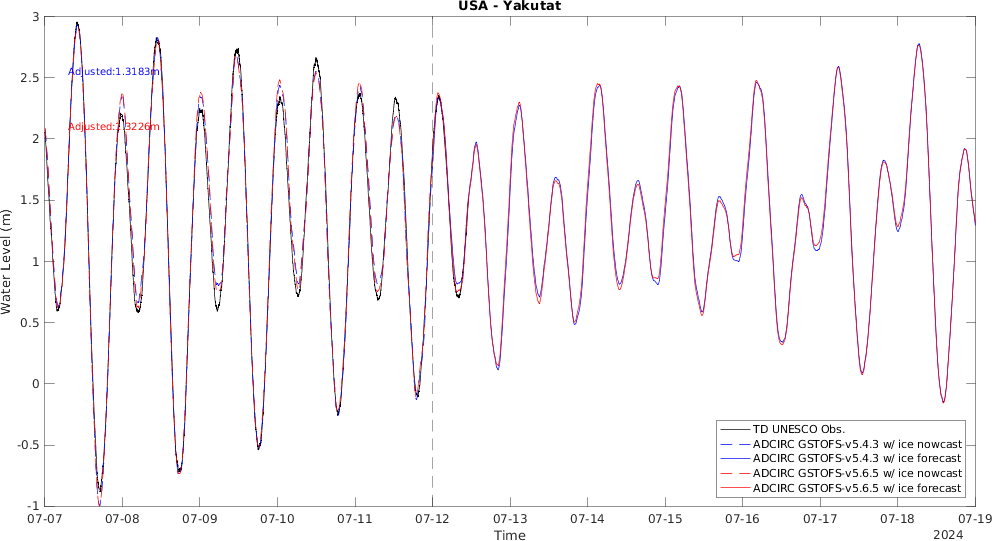 USA - Yakutat
Water Level (m)
3
2.5
2
1.5
1
0.5
0
-0.5
-1
Adjusted:1.3183m
Adjusted:1.3226m
TD UNESCO Obs.
ADCIRC GSTOFS-v5.4.3 w/ ice nowcast
ADCIRC GSTOFS-v5.4.3 w/ ice forecast
ADCIRC GSTOFS-v5.6.5 w/ ice nowcast
ADCIRC GSTOFS-v5.6.5 w/ ice forecast
07-07 07-08 07-09 07-10 07-11 07-12 07-13 07-14 07-15 07-16 07-17 07-18 07-19
Time
2024